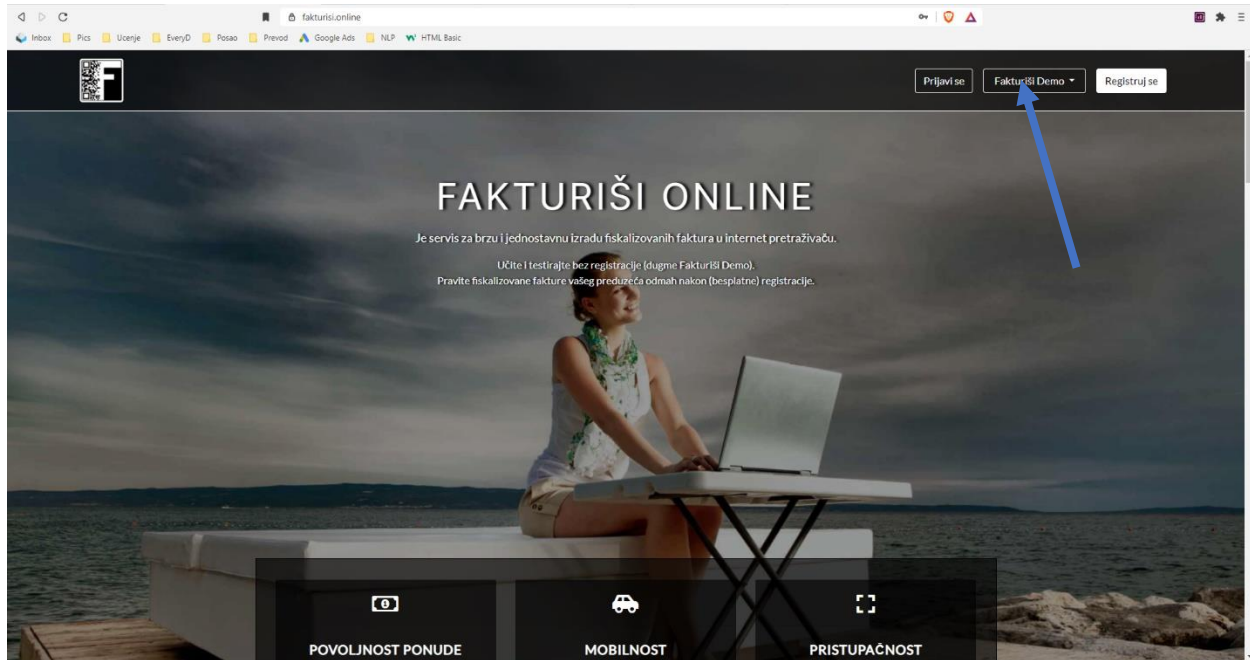 fakturisi.online
Inbox Pics Ucenje EveryD Posao Prevod Google Ads NLP HTML Basic
F
Prijavi se Fakturiši Demo Registruj se
FAKTURIŠI ONLINE
Je servis za brzu i jednostavnu izradu fiskalizovanih faktura u internet pretraživaču.
Učite i testirajte bez registracije (dugme Fakturiši Demo).
Pravite fiskalizovane fakture vašeg preduzeća odmah nakon (besplatne) registracije.
POVOLJNOST PONUDE MOBILNOST PRISTUPAČNOST